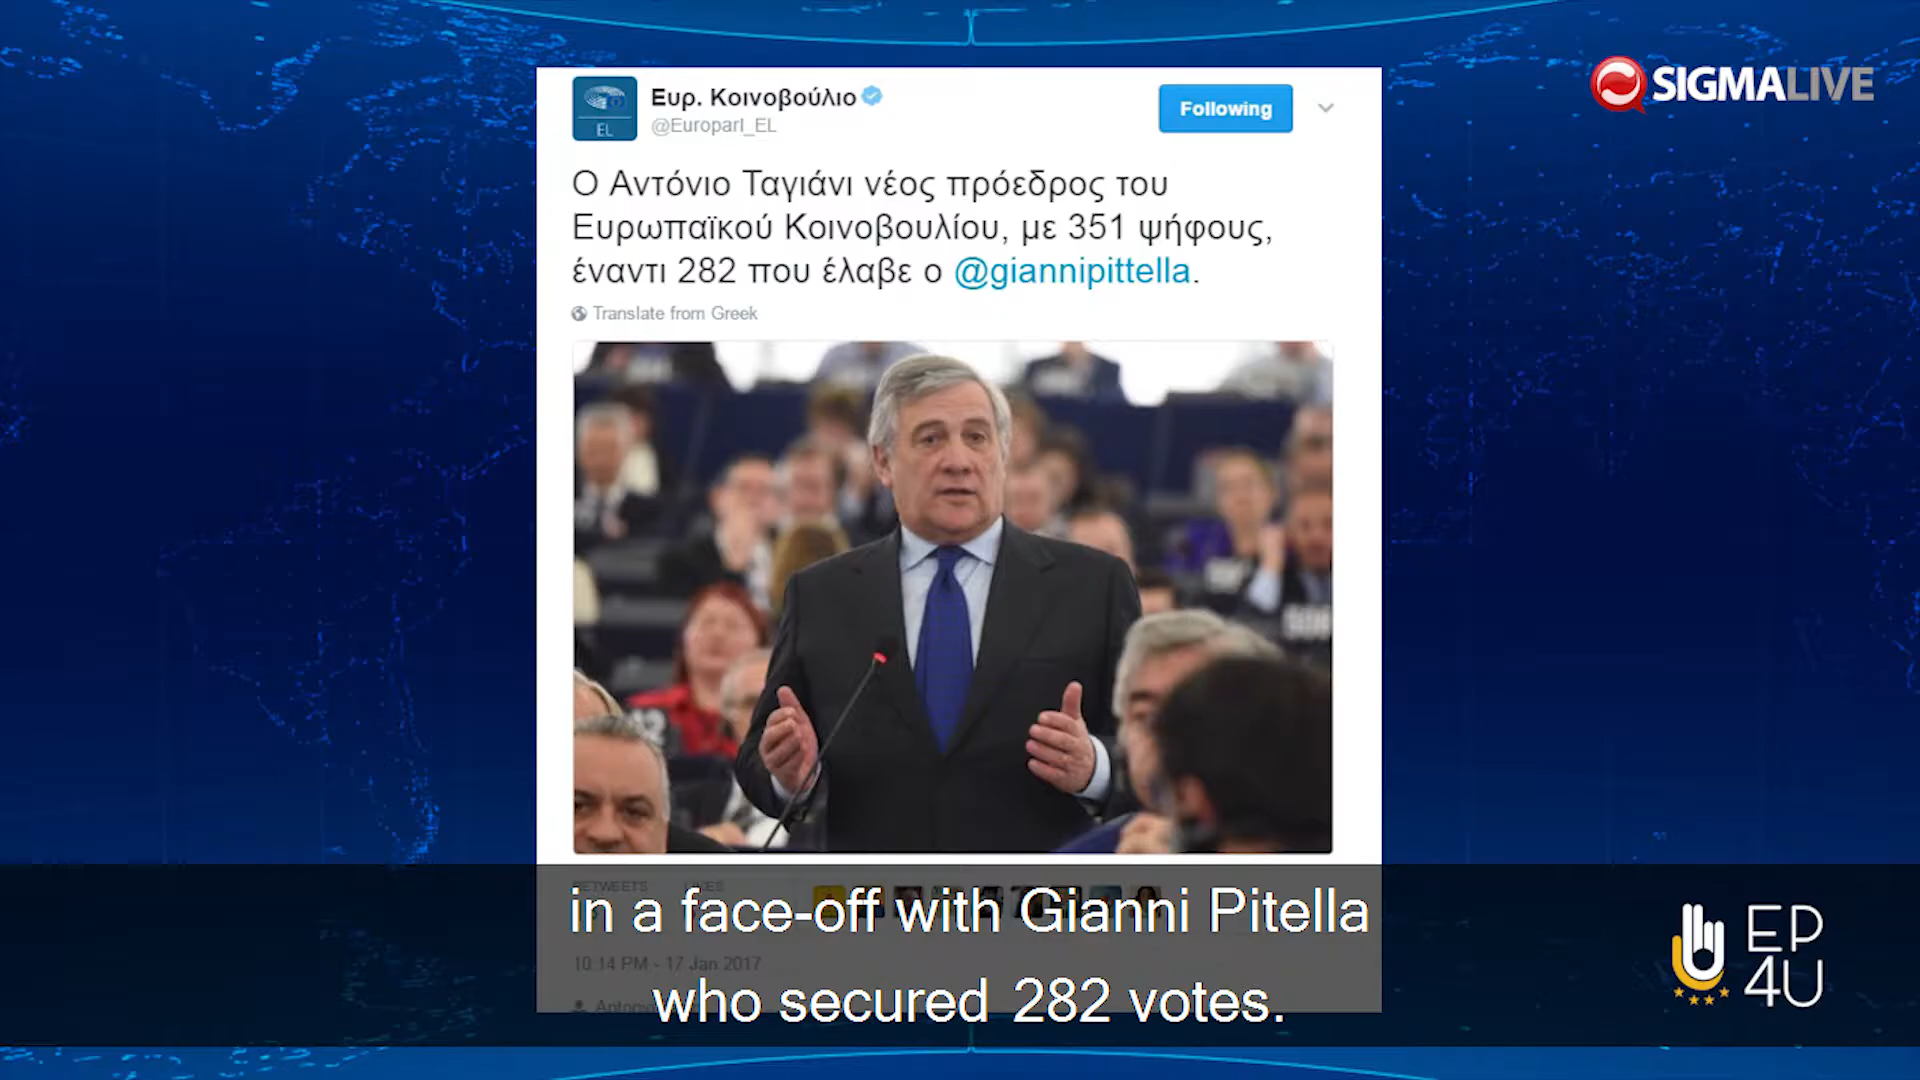 SIGMALIVE
Ευρ. Κοινοβούλιο
@Europarl_EL
EL
Following
Ο Αντόνιο Ταγιάνι νέος πρόεδρος του
Ευρωπαϊκού Κοινοβουλίου, με 351 ψήφους,
έναντι 282 που έλαβε ο @giannipittella.
Translate from Greek
RETWEETS LIKES
in a face-off with Gianni Pitella
10:14 PM - 17 Jan 2017
who secured 282 votes.
EP
4U